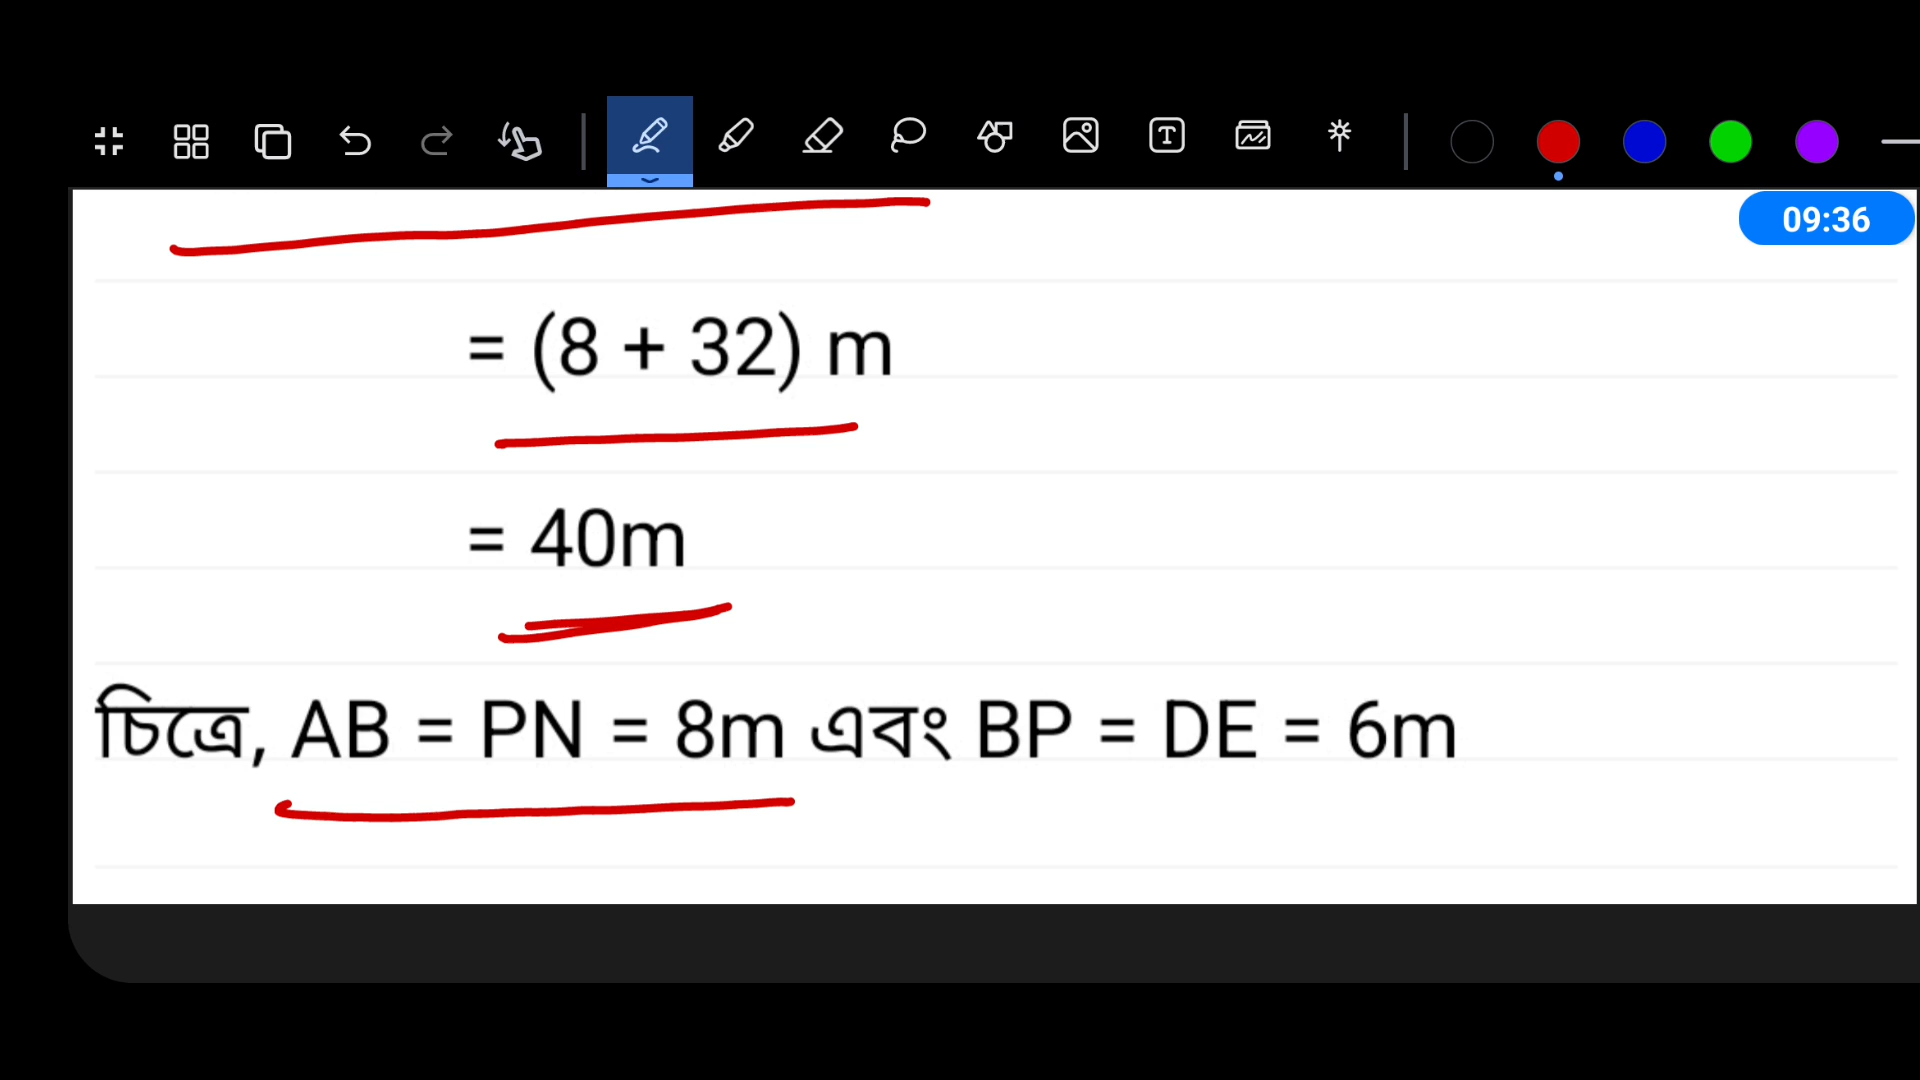 09:36
= (8 + 32) m
= 40m
চিত্রে, AB = PN = 8m এবং BP = DE = 6m